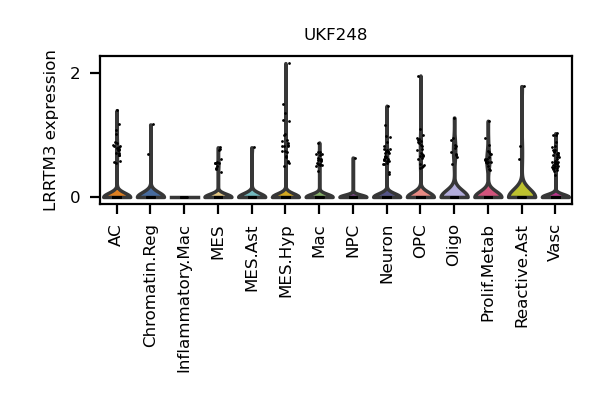 UKF248
LRRTM3 expression
2
0
AC
Chromatin.Reg
Inflammatory.Mac
MES
MES.Ast
MES.Hyp
Mac
NPC
Neuron
OPC
Oligo
Prolif.Metab
Reactive.Ast
Vasc